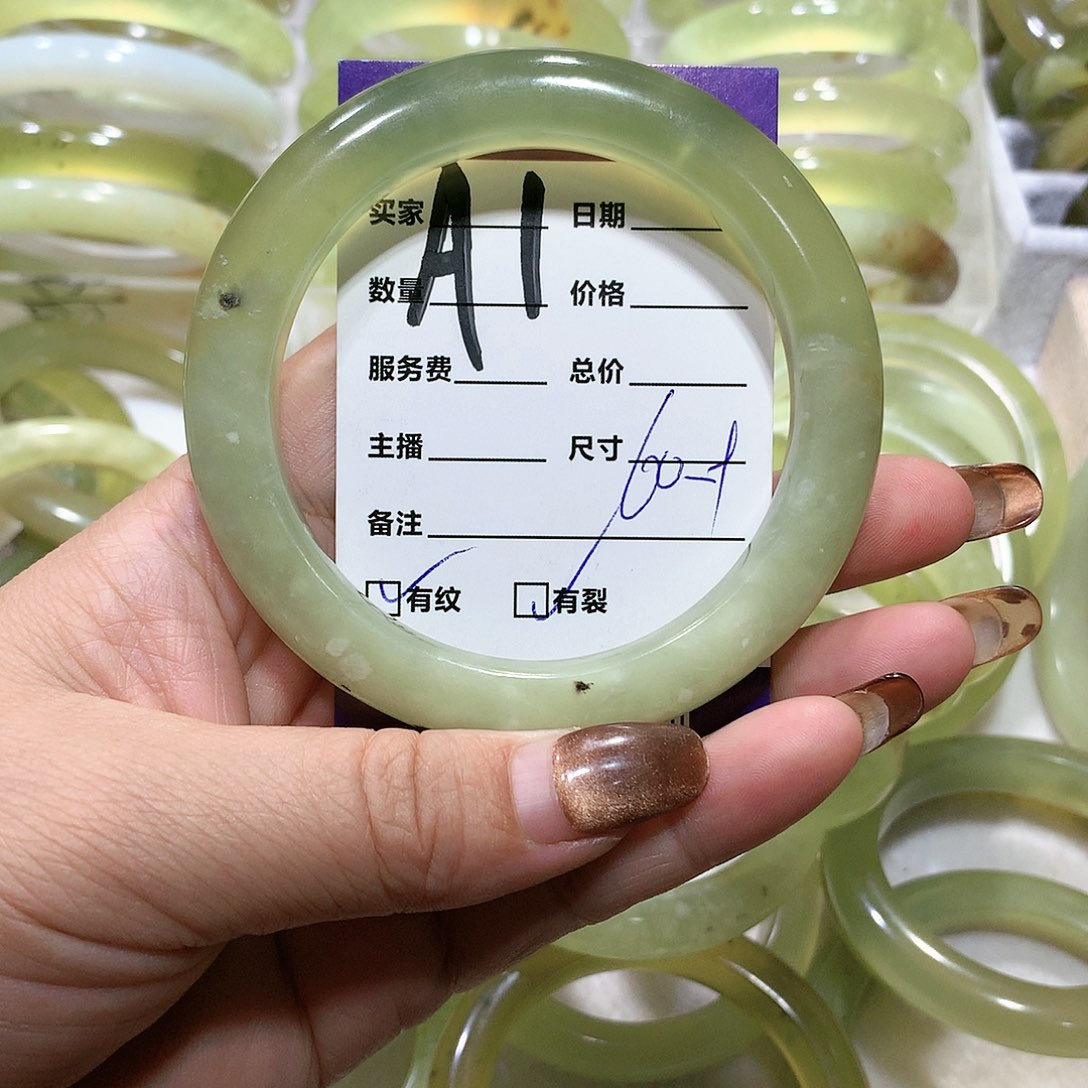 A1
买家 日期
数量 价格
服务费 总价
主播 尺寸 60-1
备注
有纹 有裂